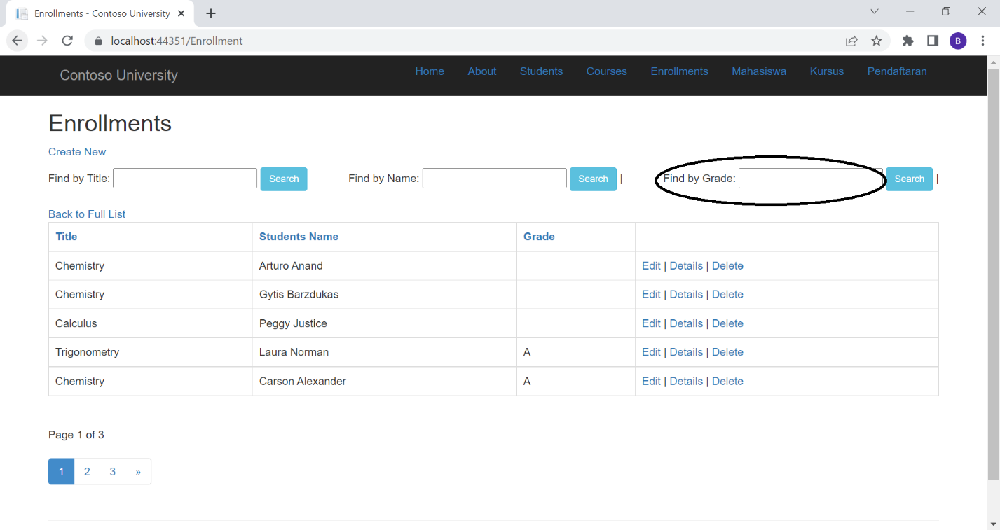 Enrollments - Contoso University
localhost:44351/Enrollment
B
Contoso University Home About Students Courses Enrollments Mahasiswa Kursus Pendaftaran
Enrollments
Create New
Find by Title: Search Find by Name: Search | Find by Grade: Search |
Back to Full List
Title Students Name Grade
Chemistry Arturo Anand Edit | Details | Delete
Chemistry Gytis Barzdukas Edit | Details | Delete
Calculus Peggy Justice Edit | Details | Delete
Trigonometry Laura Norman A Edit | Details | Delete
Chemistry Carson Alexander A Edit | Details | Delete
Page 1 of 3
1 2 3 »